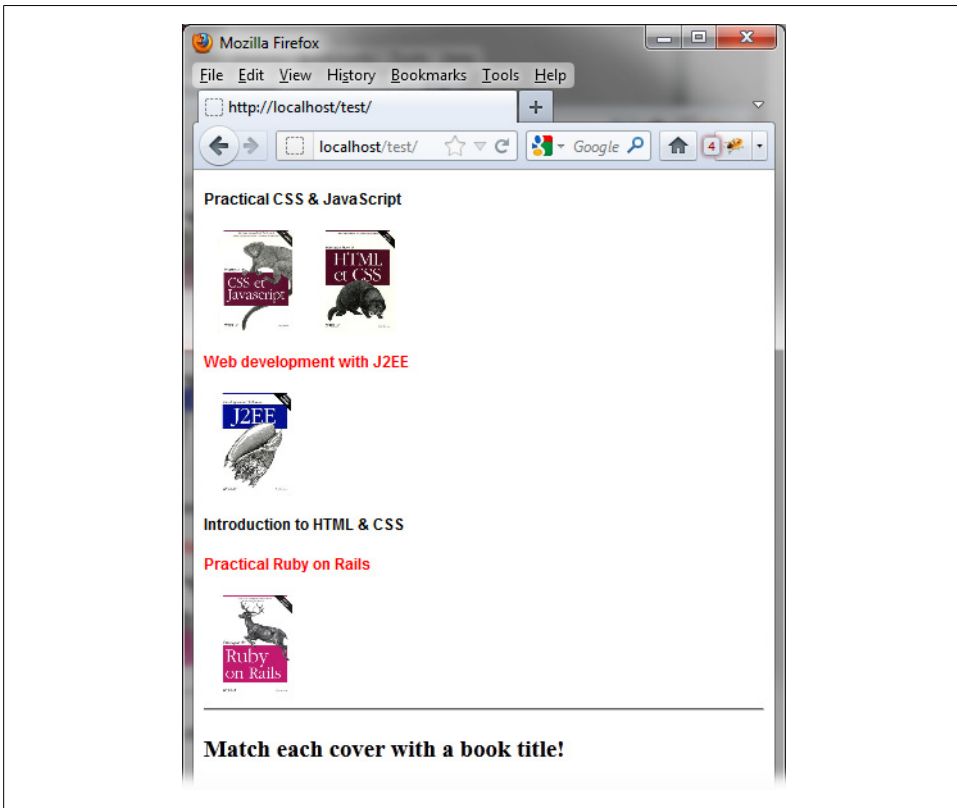 Mozilla Firefox
File Edit View History Bookmarks Tools Help
http://localhost/test/
localhost/test/ Google 4
Practical CSS & JavaScript
CSS et
Javascript
HTML
et CSS
Web development with J2EE
J2EE
Introduction to HTML & CSS
Practical Ruby on Rails
Ruby
on Rails
Match each cover with a book title!